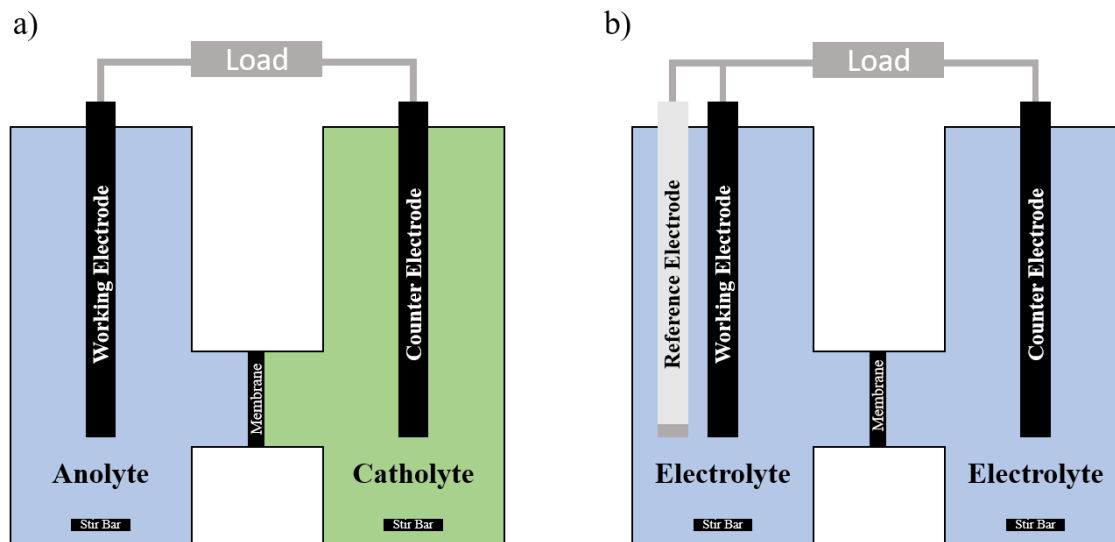 a)
Load
Working Electrode
Counter Electrode
Membrane
Anolyte
Catholyte
Stir Bar
Stir Bar
b)
Load
Reference Electrode
Working Electrode
Counter Electrode
Membrane
Electrolyte
Electrolyte
Stir Bar
Stir Bar